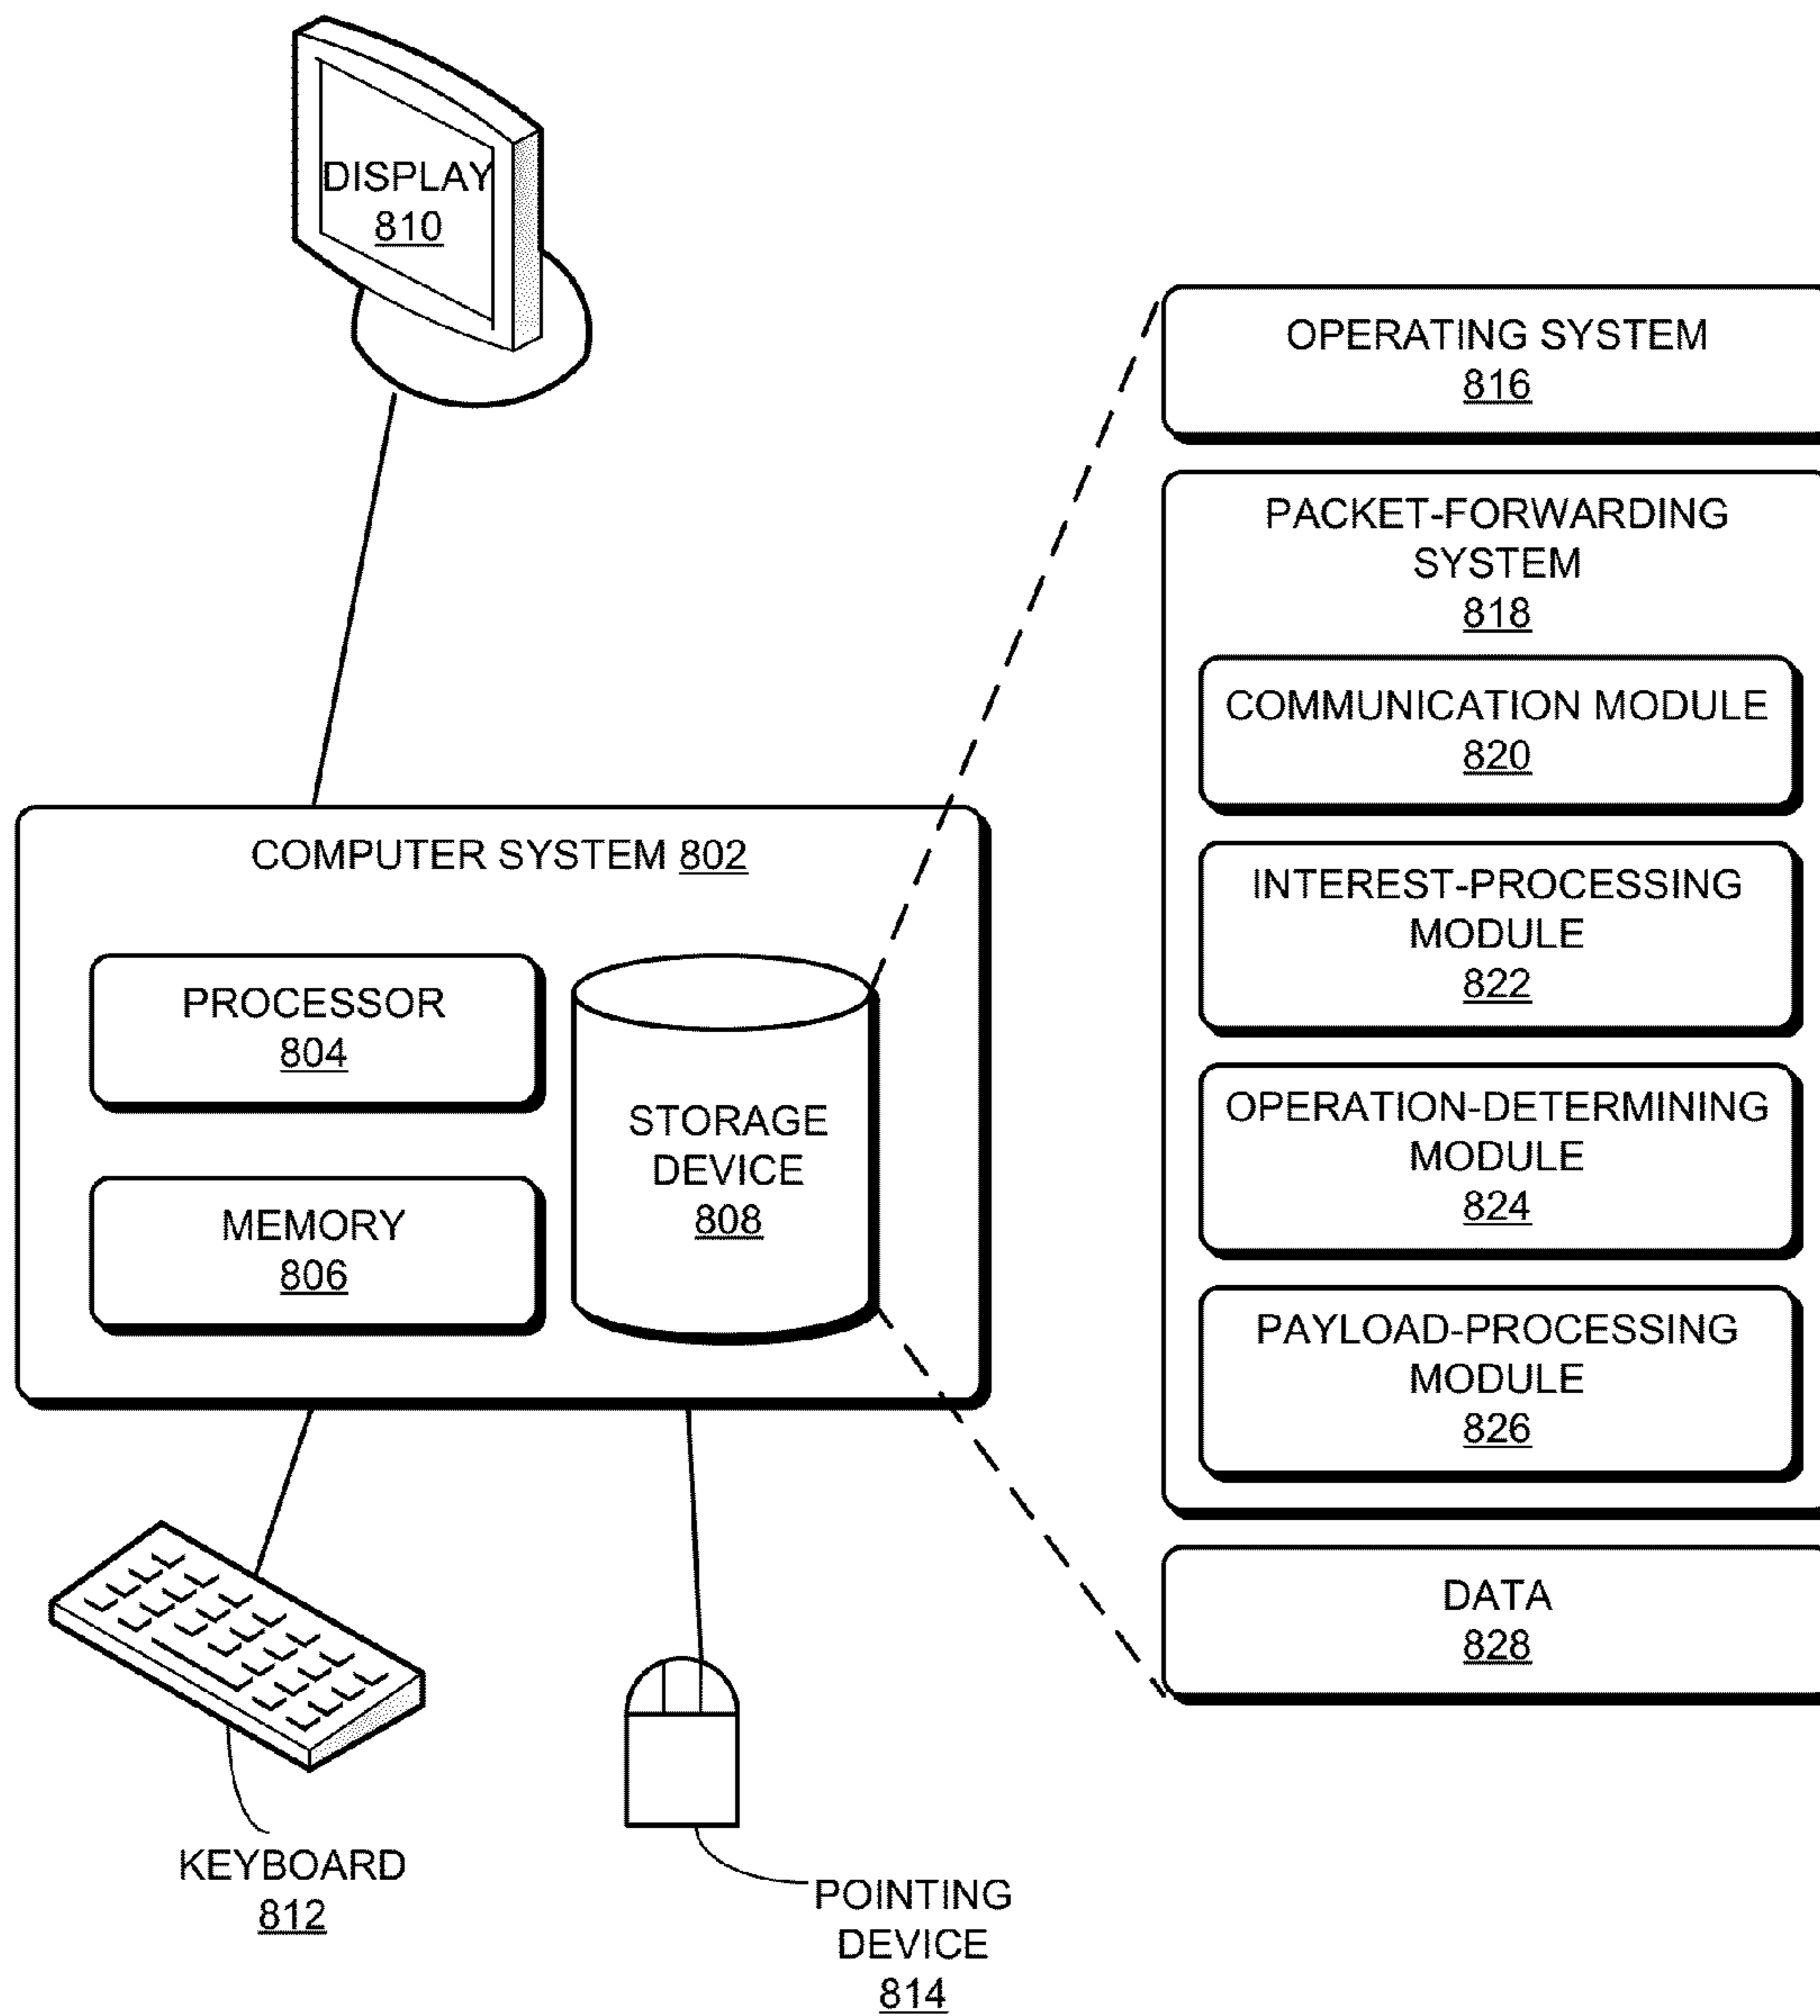 DISPLAY
810
OPERATING SYSTEM
816
PACKET-FORWARDING
SYSTEM
818
COMMUNICATION MODULE
820
INTEREST-PROCESSING
MODULE
822
OPERATION-DETERMINING
MODULE
824
PAYLOAD-PROCESSING
MODULE
826
DATA
828
COMPUTER SYSTEM 802
PROCESSOR
804
MEMORY
806
STORAGE
DEVICE
808
KEYBOARD
812
POINTING
DEVICE
814